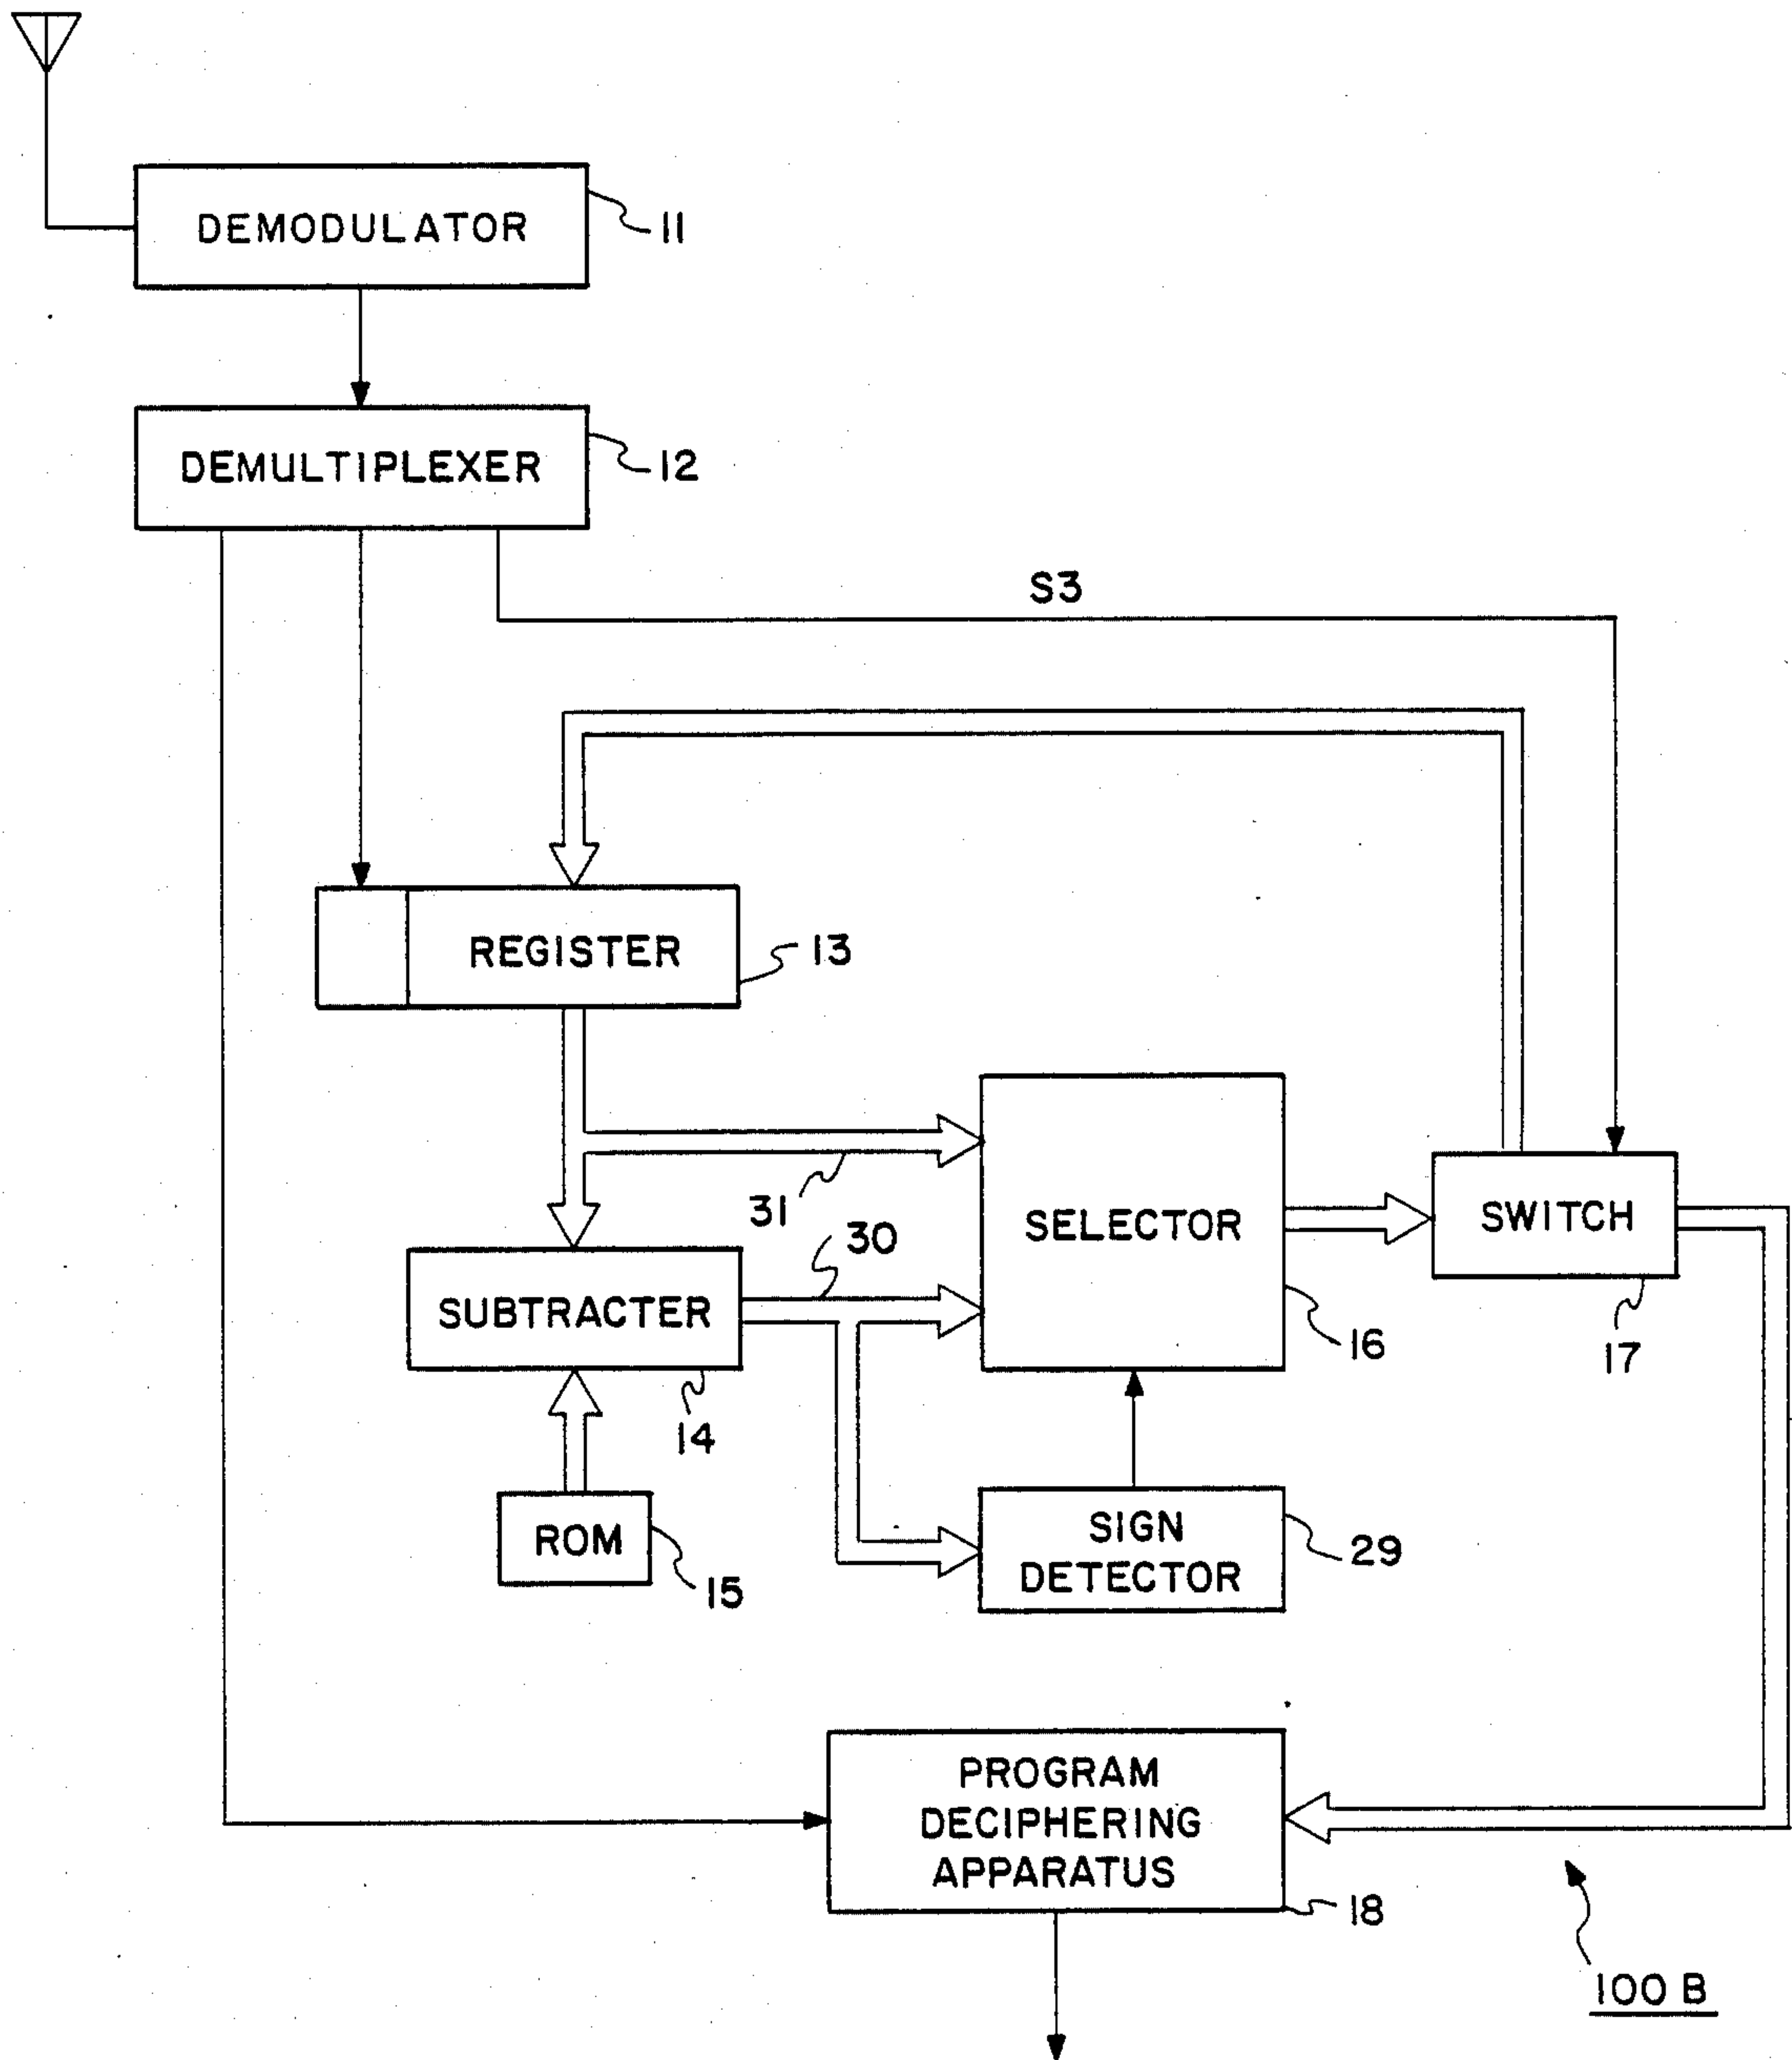 DEMODULATOR
11
DEMULTIPLEXER
12
S3
REGISTER
13
31
SELECTOR
SWITCH
30
SUBTRACTER
16
17
14
ROM
15
SIGN
DETECTOR
29
PROGRAM
DECIPHERING
APPARATUS
18
100 B